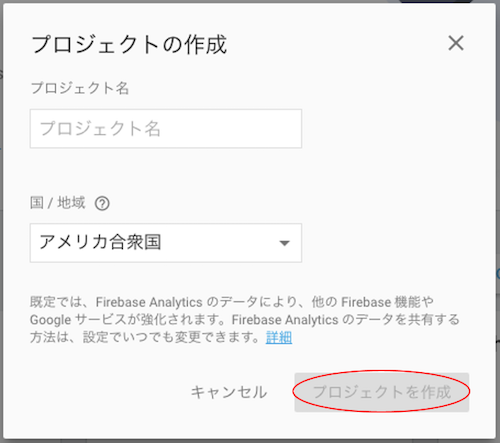 プロジェクトの作成
プロジェクト名
プロジェクト名
国 / 地域
アメリカ合衆国
既定では、Firebase Analytics のデータにより、他の Firebase 機能や
Google サービスが強化されます。Firebase Analytics のデータを共有する
方法は、設定でいつでも変更できます。詳細
キャンセル
プロジェクトを作成